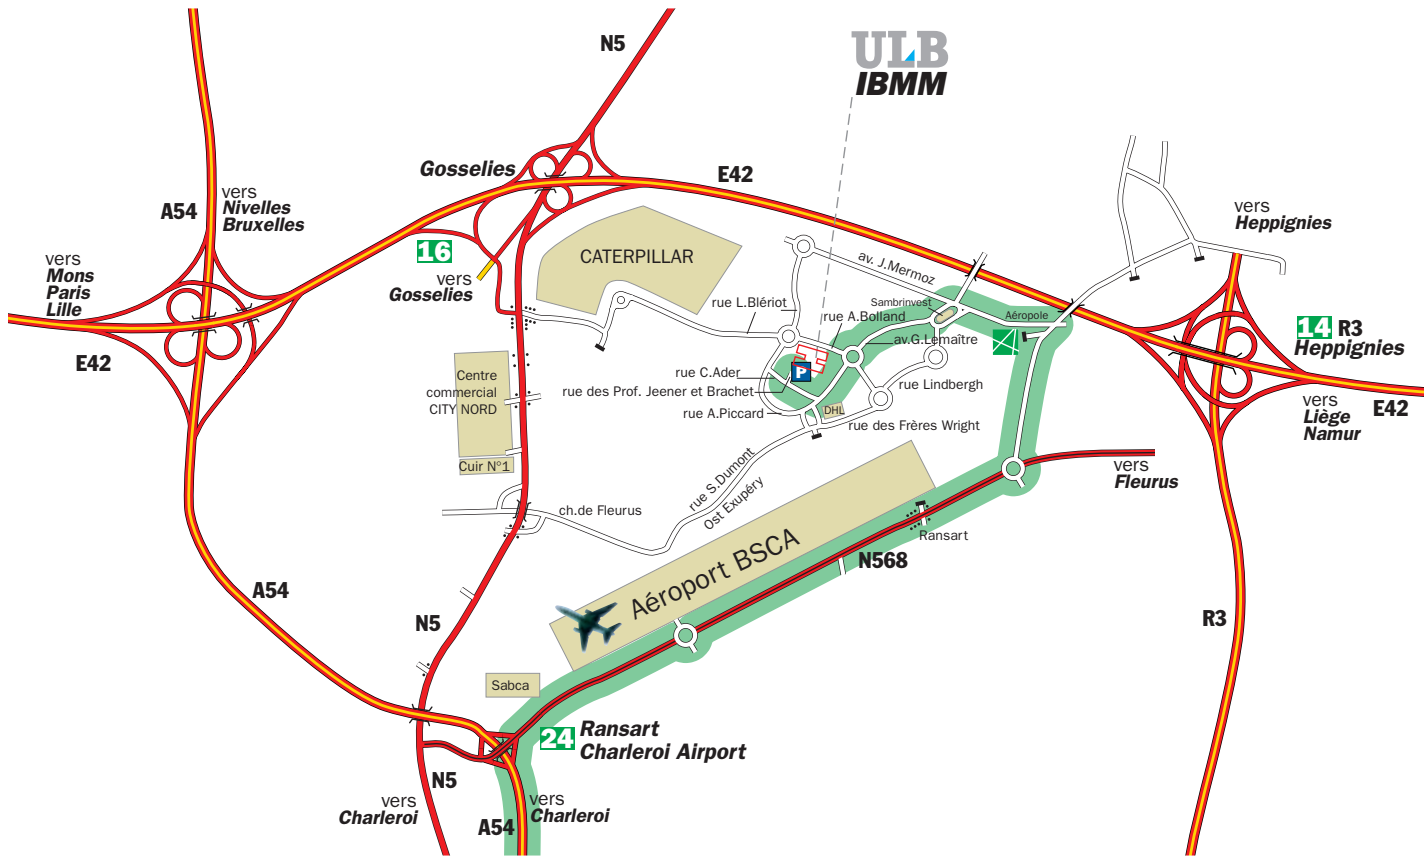 N5
ULB
IBMM
Gosselies
E42
A54
vers
Nivelles
Bruxelles
vers
Heppignies
16
CATERPILLAR
av. J.Mermoz
vers
Mons
Paris
Lille
vers
Gosselies
rue L.Blériot
Sambrinvest
rue A.Bolland
Aéropole
14 R3
Heppignies
E42
av.G.Lemaître
Centre
commercial
CITY NORD
rue C.Ader
P
rue des Prof. Jeener et Brachet
rue Lindbergh
vers
Liège
Namur
E42
rue A.Piccard
DHL
rue des Frères Wright
Cuir N°1
rue S.Dumont
Ost Exupéry
vers
Fleurus
ch.de Fleurus
Aéroport BSCA
Ransart
N568
A54
N5
R3
Sabca
24
Ransart
Charleroi Airport
N5
vers
Charleroi
vers
Charleroi
A54